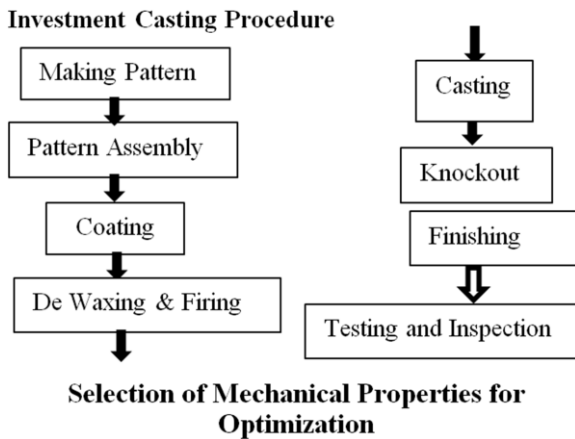 Investment Casting Procedure
Making Pattern
Pattern Assembly
Coating
De Waxing & Firing
Casting
Knockout
Finishing
Testing and Inspection
Selection of Mechanical Properties for
Optimization